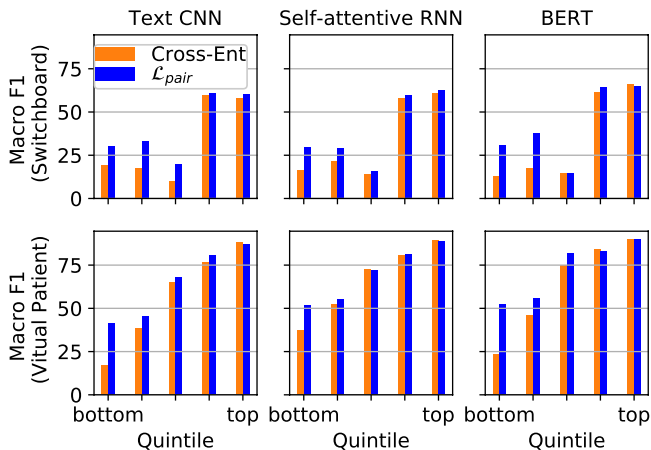 Text CNN
Self-attentive RNN
BERT
Macro F1
(Switchboard)
75
50
25
0
Cross-Ent
ℒpair
Macro F1
(Vitual Patient)
75
50
25
0
bottom top
bottom top
bottom top
Quintile
Quintile
Quintile